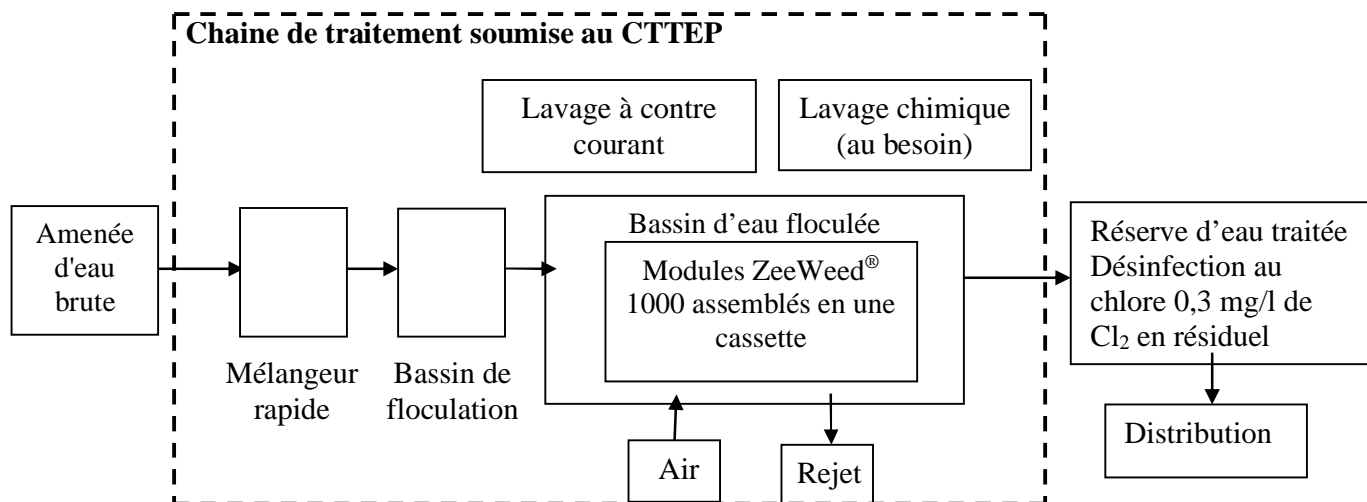 Chaine de traitement soumise au CTTEP
Lavage à contre
courant
Lavage chimique
(au besoin)
Amenée
d'eau
brute
Mélangeur
rapide
Bassin de
floculation
Bassin d’eau floculée
Modules ZeeWeed®
1000 assemblés en une
cassette
Air
Rejet
Réserve d’eau traitée
Désinfection au
chlore 0,3 mg/l de
Cl₂ en résiduel
Distribution